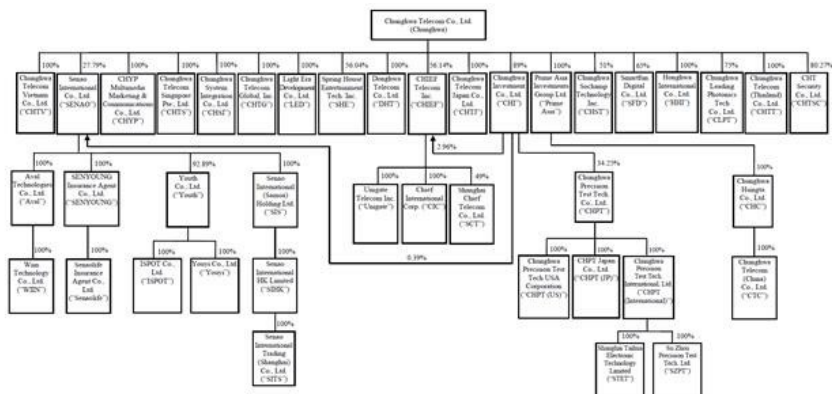 Chunghwa Telecom Co., Ltd.
(Chunghwa)
100%
27.79%
100%
100%
100%
100%
100%
56.04%
100%
56.14%
100%
89%
100%
51%
65%
100%
75%
100%
80.27%
Chunghwa
Telecom
Vietnam
Co., Ltd.
("CHTV")
Senao
International
Co., Ltd.
("SENAO")
CHYP
Multimedia
Marketing &
Communications
Co., Ltd.
("CHYP")
Chunghwa
Telecom
Singapore
Pte., Ltd.
("CHTS")
Chunghwa
System
Integration
Co., Ltd.
("CHSI")
Chunghwa
Telecom
Global, Inc.
("CHTG")
Light Era
Development
Co., Ltd.
("LED")
Spring House
Entertainment
Tech. Inc.
("SHE")
Donghwa
Telecom
Co., Ltd.
("DHT")
CHIEF
Telecom
Inc.
("CHIEF")
Chunghwa
Telecom
Japan Co.,
Ltd.
("CHTJ")
Chunghwa
Investment
Co., Ltd.
("CHI")
Prime Asia
Investments
Group Ltd.
("Prime
Asia")
Chunghwa
Sochamp
Technology
Inc.
("CHST")
Smartfun
Digital Co.,
Ltd.
("SFD")
Honghwa
International
Co., Ltd.
("HHI")
Chunghwa
Leading
Photonics
Tech Co.,
Ltd.
("CLPT")
Chunghwa
Telecom
(Thailand)
Co., Ltd.
("CHTT")
CHT
Security
Co., Ltd.
("CHTSC")
2.96%
100%
100%
92.89%
100%
100%
100%
49%
34.25%
100%
Aval
Technologies
Co., Ltd.
("Aval")
SENYOUNG
Insurance Agent
Co., Ltd.
("SENYOUNG")
Youth
Co., Ltd.
("Youth")
Senao
International
(Samoa)
Holding Ltd.
("SIS")
Unigate
Telecom Inc.
("Unigate")
Chief
International
Corp. ("CIC")
Shanghai
Chief
Telecom
Co., Ltd.
("SCT")
Chunghwa
Precision
Test Tech.
Co., Ltd.
("CHPT")
Chunghwa
Hsingta
Co., Ltd.
("CHC")
100%
100%
100%
100%
100%
0.39%
100%
100%
100%
100%
Wiin
Technology
Co., Ltd.
("WIIN")
Senaolife
Insurance
Agent Co.,
Ltd.
("Senaolife")
ISPOT Co.,
Ltd.
("ISPOT")
Youyi Co., Ltd.
("Youyi")
Senao
International
HK Limited
("SIHK")
Chunghwa
Precision Test
Tech USA
Corporation
("CHPT (US)")
CHPT Japan
Co., Ltd.
("CHPT (JP)")
Chunghwa
Precision
Test Tech.
International, Ltd.
("CHPT
(International)")
Chunghwa
Telecom
(China)
Co., Ltd.
("CTC")
100%
100%
100%
Senao
International
Trading
(Shanghai)
Co., Ltd.
("SITS")
Shanghai Taihua
Electronic
Technology
Limited
("STET")
Su Zhou
Precision Test
Tech. Ltd.
("SZPT")